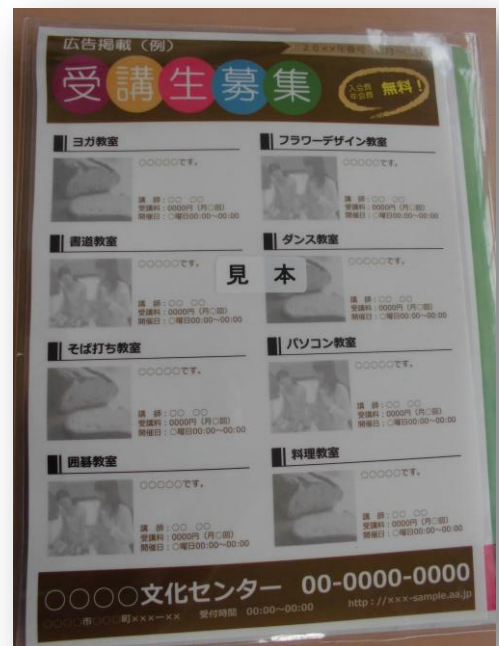 広告掲載（例）
受講生募集
無料！
ヨガ教室
○○○○○です。
講　師：○○　○○
受講料：0000円（月○回）
開催日：○曜日00:00～00:00
フラワーデザイン教室
○○○○○です。
講　師：○○　○○
受講料：0000円（月○回）
開催日：○曜日00:00～00:00
書道教室
○○○○○です。
講　師：○○　○○
受講料：0000円（月○回）
開催日：○曜日00:00～00:00
ダンス教室
○○○○○です。
講　師：○○　○○
受講料：0000円（月○回）
開催日：○曜日00:00～00:00
見　本
そば打ち教室
○○○○○です。
講　師：○○　○○
受講料：0000円（月○回）
開催日：○曜日00:00～00:00
パソコン教室
○○○○○です。
講　師：○○　○○
受講料：0000円（月○回）
開催日：○曜日00:00～00:00
囲碁教室
○○○○○です。
講　師：○○　○○
受講料：0000円（月○回）
開催日：○曜日00:00～00:00
料理教室
○○○○○です。
講　師：○○　○○
受講料：0000円（月○回）
開催日：○曜日00:00～00:00
○○○○文化センター　00-0000-0000
○○○○市○○○町×××ー××　受付時間　00:00～00:00　http：//×××-sample.aa.jp